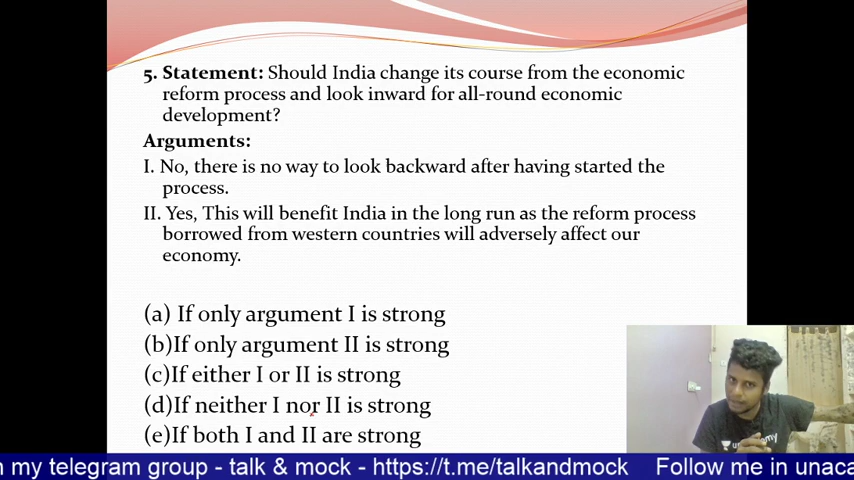 5. Statement: Should India change its course from the economic
reform process and look inward for all-round economic
development?
Arguments:
I. No, there is no way to look backward after having started the
process.
II. Yes, This will benefit India in the long run as the reform process
borrowed from western countries will adversely affect our
economy.
(a) If only argument I is strong
(b)If only argument II is strong
(c)If either I or II is strong
(d)If neither I nor II is strong
(e)If both I and II are strong
n my telegram group - talk & mock - https://t.me/talkandmock Follow me in unaca